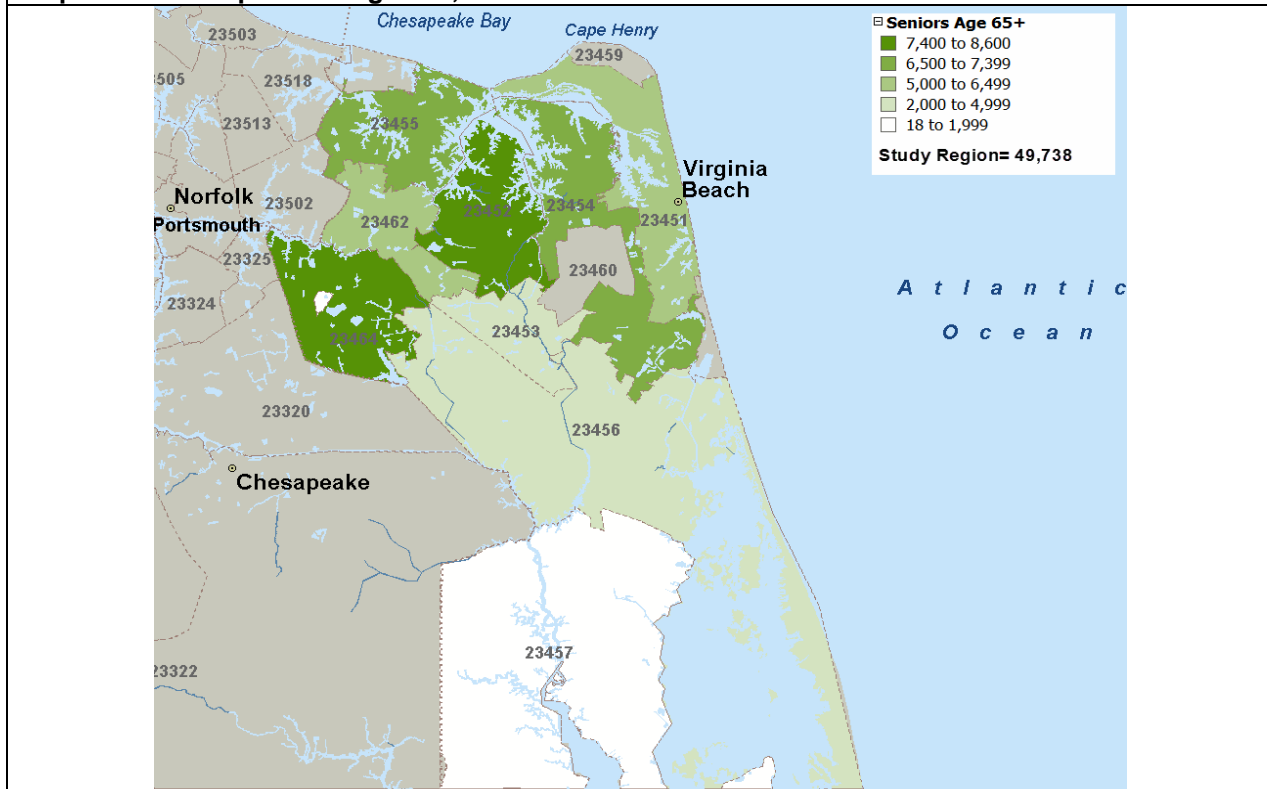 Chesapeake Bay
Cape Henry
23503
23459
505
23518
23513
23455
Virginia
Beach
Norfolk
23502
23452
23454
23451
Portsmouth
23462
23325
23460
23324
23453
23464
23320
23456
Chesapeake
23457
23322
Atlantic
Ocean
Seniors Age 65+
7,400 to 8,600
6,500 to 7,399
5,000 to 6,499
2,000 to 4,999
18 to 1,999
Study Region= 49,738